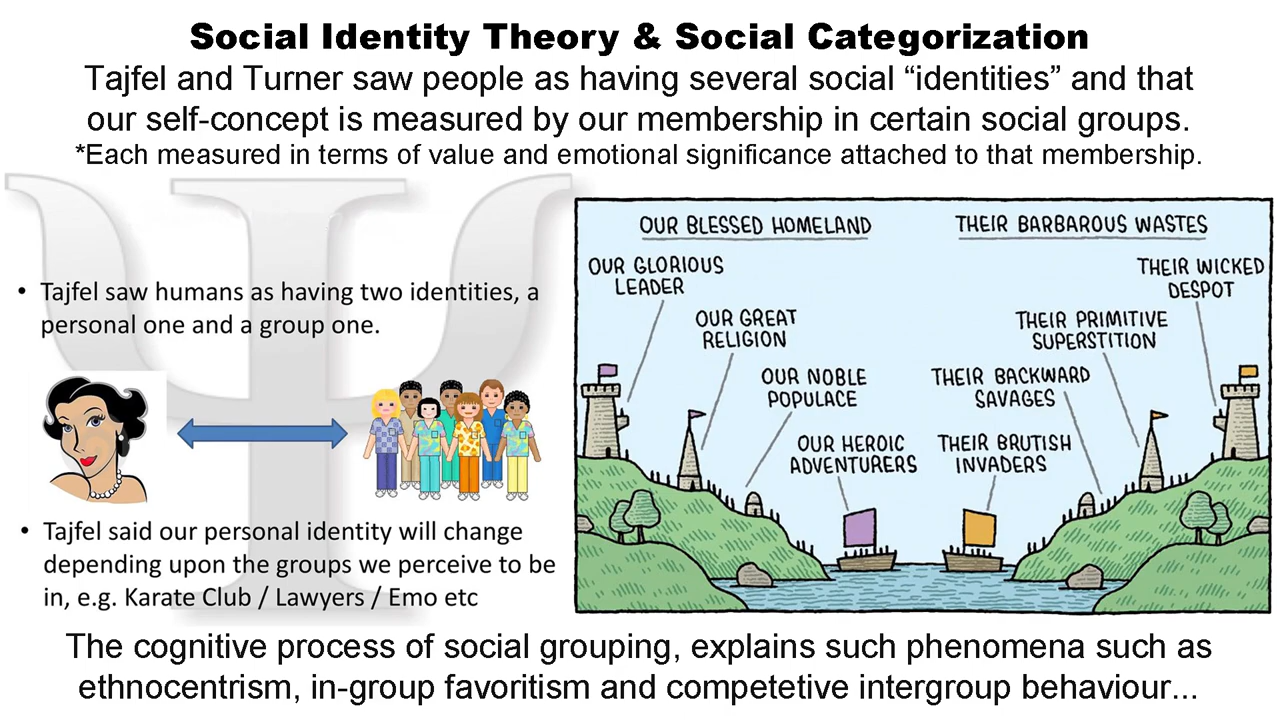 Social Identity Theory & Social Categorization
Tajfel and Turner saw people as having several social “identities” and that
our self-concept is measured by our membership in certain social groups.
*Each measured in terms of value and emotional significance attached to that membership.
• Tajfel saw humans as having two identities, a
personal one and a group one.
• Tajfel said our personal identity will change
depending upon the groups we perceive to be
in, e.g. Karate Club / Lawyers / Emo etc
OUR BLESSED HOMELAND
OUR GLORIOUS
LEADER
OUR GREAT
RELIGION
OUR NOBLE
POPULACE
OUR HEROIC
ADVENTURERS
THEIR BARBAROUS WASTES
THEIR WICKED
DESPOT
THEIR PRIMITIVE
SUPERSTITION
THEIR BACKWARD
SAVAGES
THEIR BRUTISH
INVADERS
The cognitive process of social grouping, explains such phenomena such as
ethnocentrism, in-group favoritism and competetive intergroup behaviour...